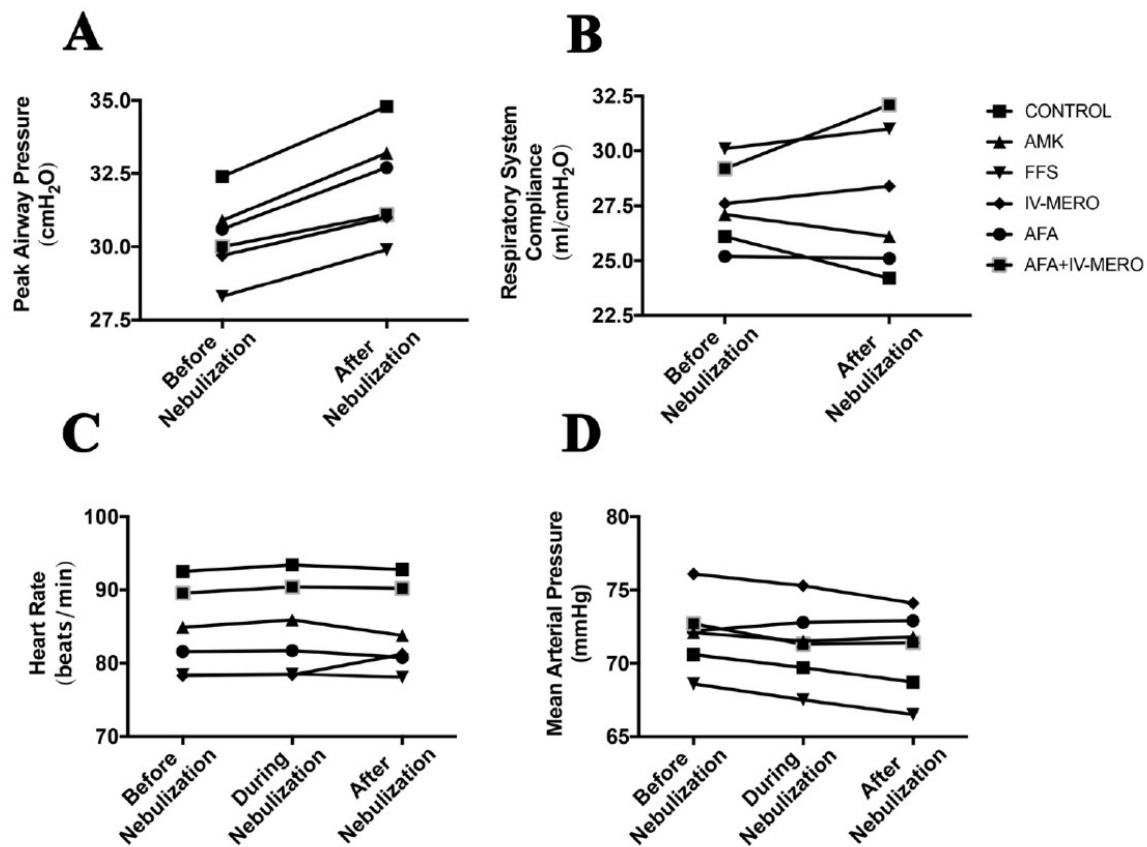 A
Peak Airway Pressure
(cmH₂O)
35.0
32.5
30.0
27.5
Before
Nebulization
After
Nebulization
B
Respiratory System
Compliance
(ml/cmH₂O)
32.5
30.0
27.5
25.0
22.5
Before
Nebulization
After
Nebulization
CONTROL
AMK
FFS
IV-MERO
AFA
AFA+IV-MERO
C
Heart Rate
(beats/min)
100
90
80
70
Before
Nebulization
During
Nebulization
After
Nebulization
D
Mean Arterial Pressure
(mmHg)
80
75
70
65
Before
Nebulization
During
Nebulization
After
Nebulization